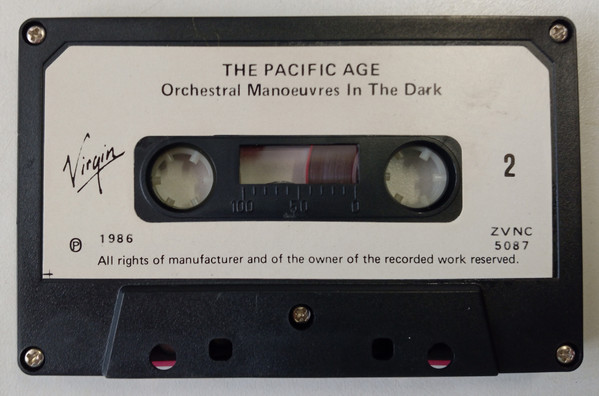 THE PACIFIC AGE
Orchestral Manoeuvres In The Dark
Virgin
2
100 50 0
℗ 1986
ZVNC
5087
All rights of manufacturer and of the owner of the recorded work reserved.